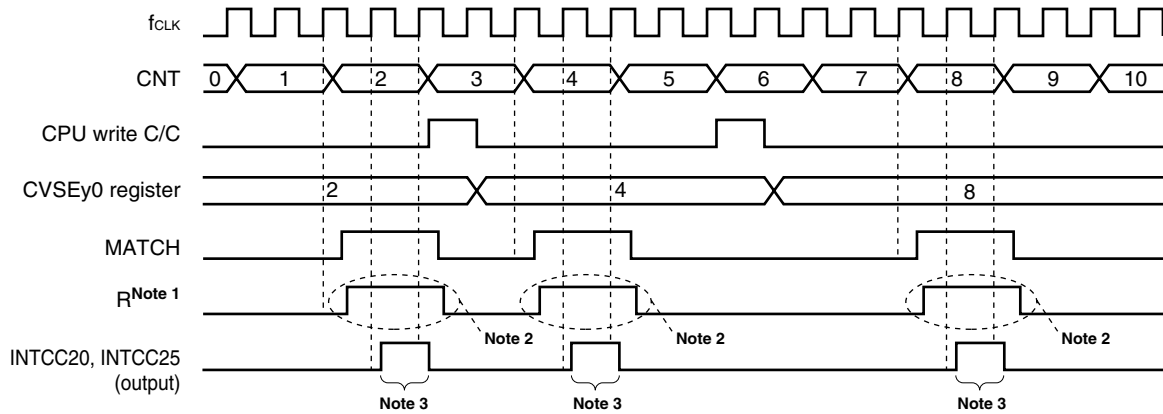 fCLK
CNT 0 1 2 3 4 5 6 7 8 9 10
CPU write C/C
CVSEy0 register 2 4 8
MATCH
RNote 1
Note 2 Note 2 Note 2
INTCC20, INTCC25
(output)
Note 3 Note 3 Note 3